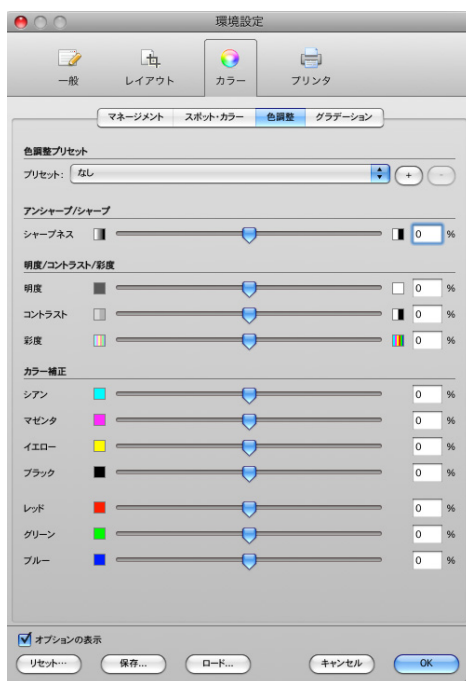 環境設定
一般 レイアウト カラー プリンタ
マネージメント スポット・カラー 色調整 グラデーション
色調整プリセット
プリセット: なし + -
アンシャープ/シャープ
シャープネス 0 %
明度/コントラスト/彩度
明度 0 %
コントラスト 0 %
彩度 0 %
カラー補正
シアン 0 %
マゼンタ 0 %
イエロー 0 %
ブラック 0 %
レッド 0 %
グリーン 0 %
ブルー 0 %
オプションの表示
リセット… 保存... ロード... キャンセル OK